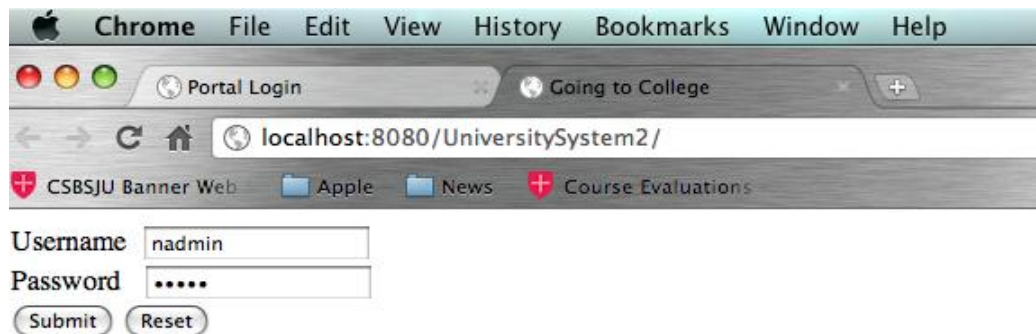 Chrome File Edit View History Bookmarks Window Help
Portal Login Going to College
localhost:8080/UniversitySystem2/
CSBSJU Banner Web Apple News Course Evaluations
Username nadmin
Password •••••
Submit Reset